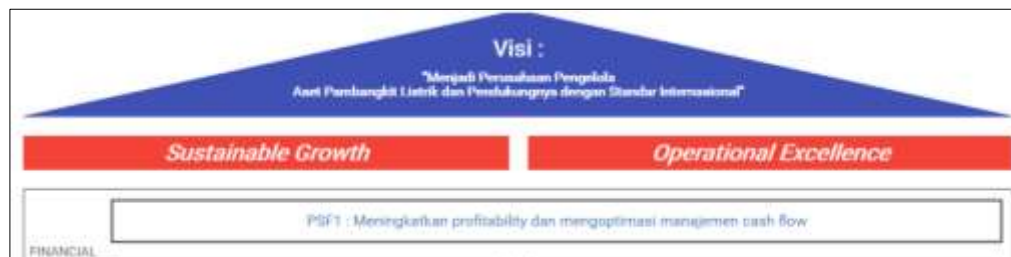 Visi :
"Menjadi Perusahaan Pengelola
Aset Pembangkit Listrik dan Pendukungnya dengan Standar Internasional"
Sustainable Growth
Operational Excellence
PSF1 : Meningkatkan profitability dan mengoptimasi manajemen cash flow
FINANCIAL